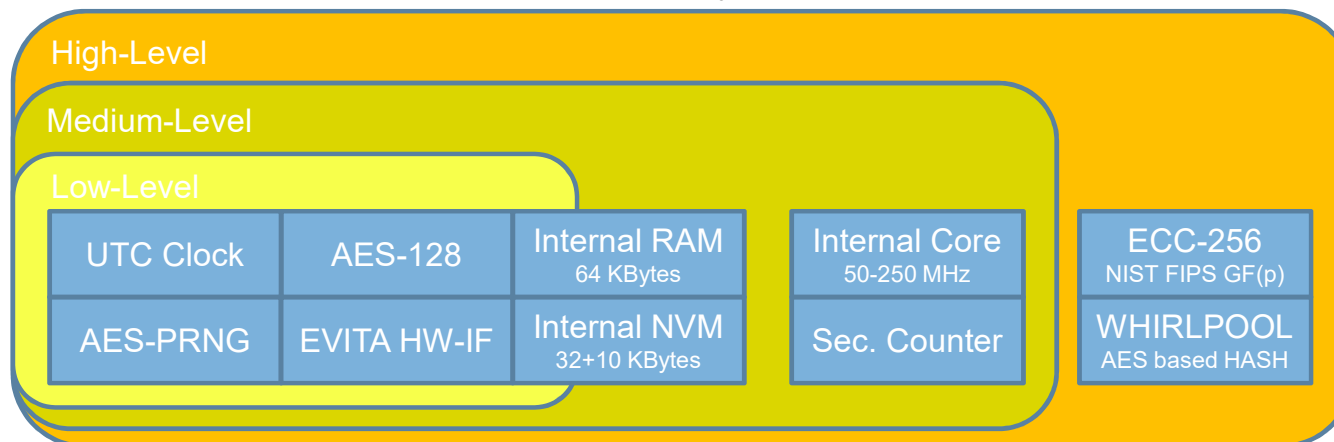 High-Level
Medium-Level
Low-Level
UTC Clock
AES-128
Internal RAM
64 KBytes
Internal Core
50-250 MHz
ECC-256
NIST FIPS GF(p)
AES-PRNG
EVITA HW-IF
Internal NVM
32+10 KBytes
Sec. Counter
WHIRLPOOL
AES based HASH